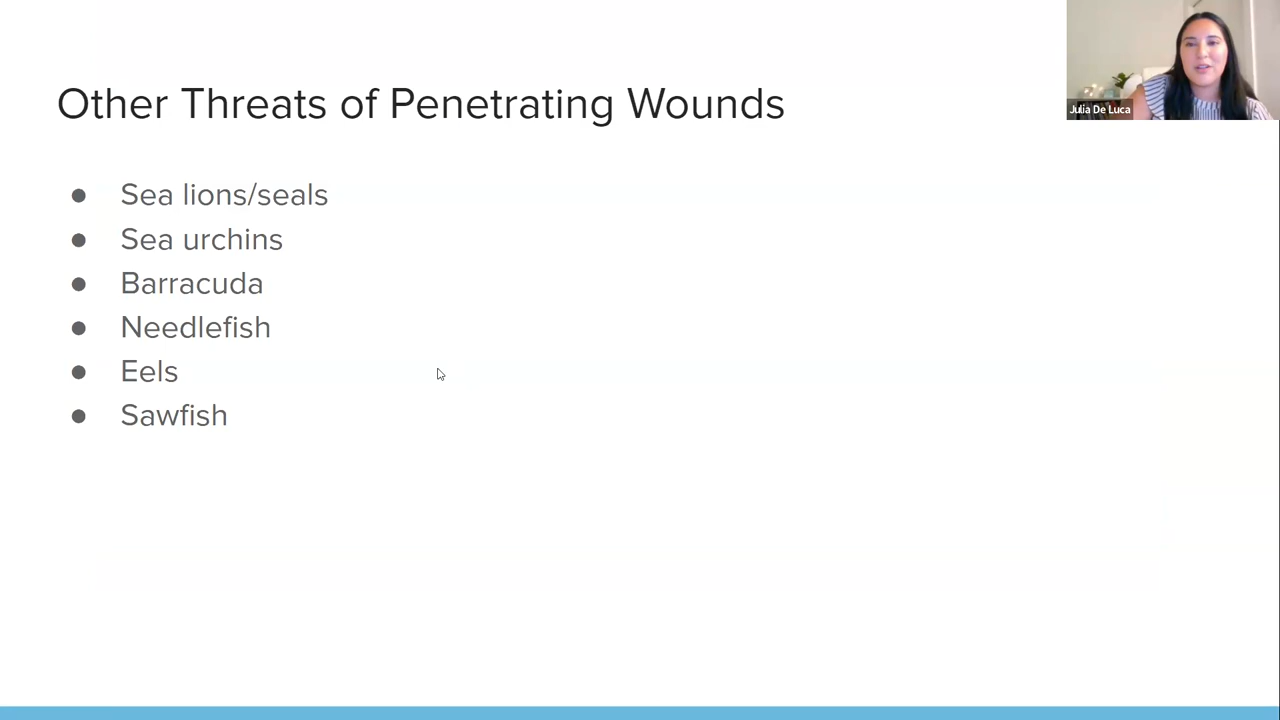 Other Threats of Penetrating Wounds
Julia De Luca
● Sea lions/seals
● Sea urchins
● Barracuda
● Needlefish
● Eels
● Sawfish